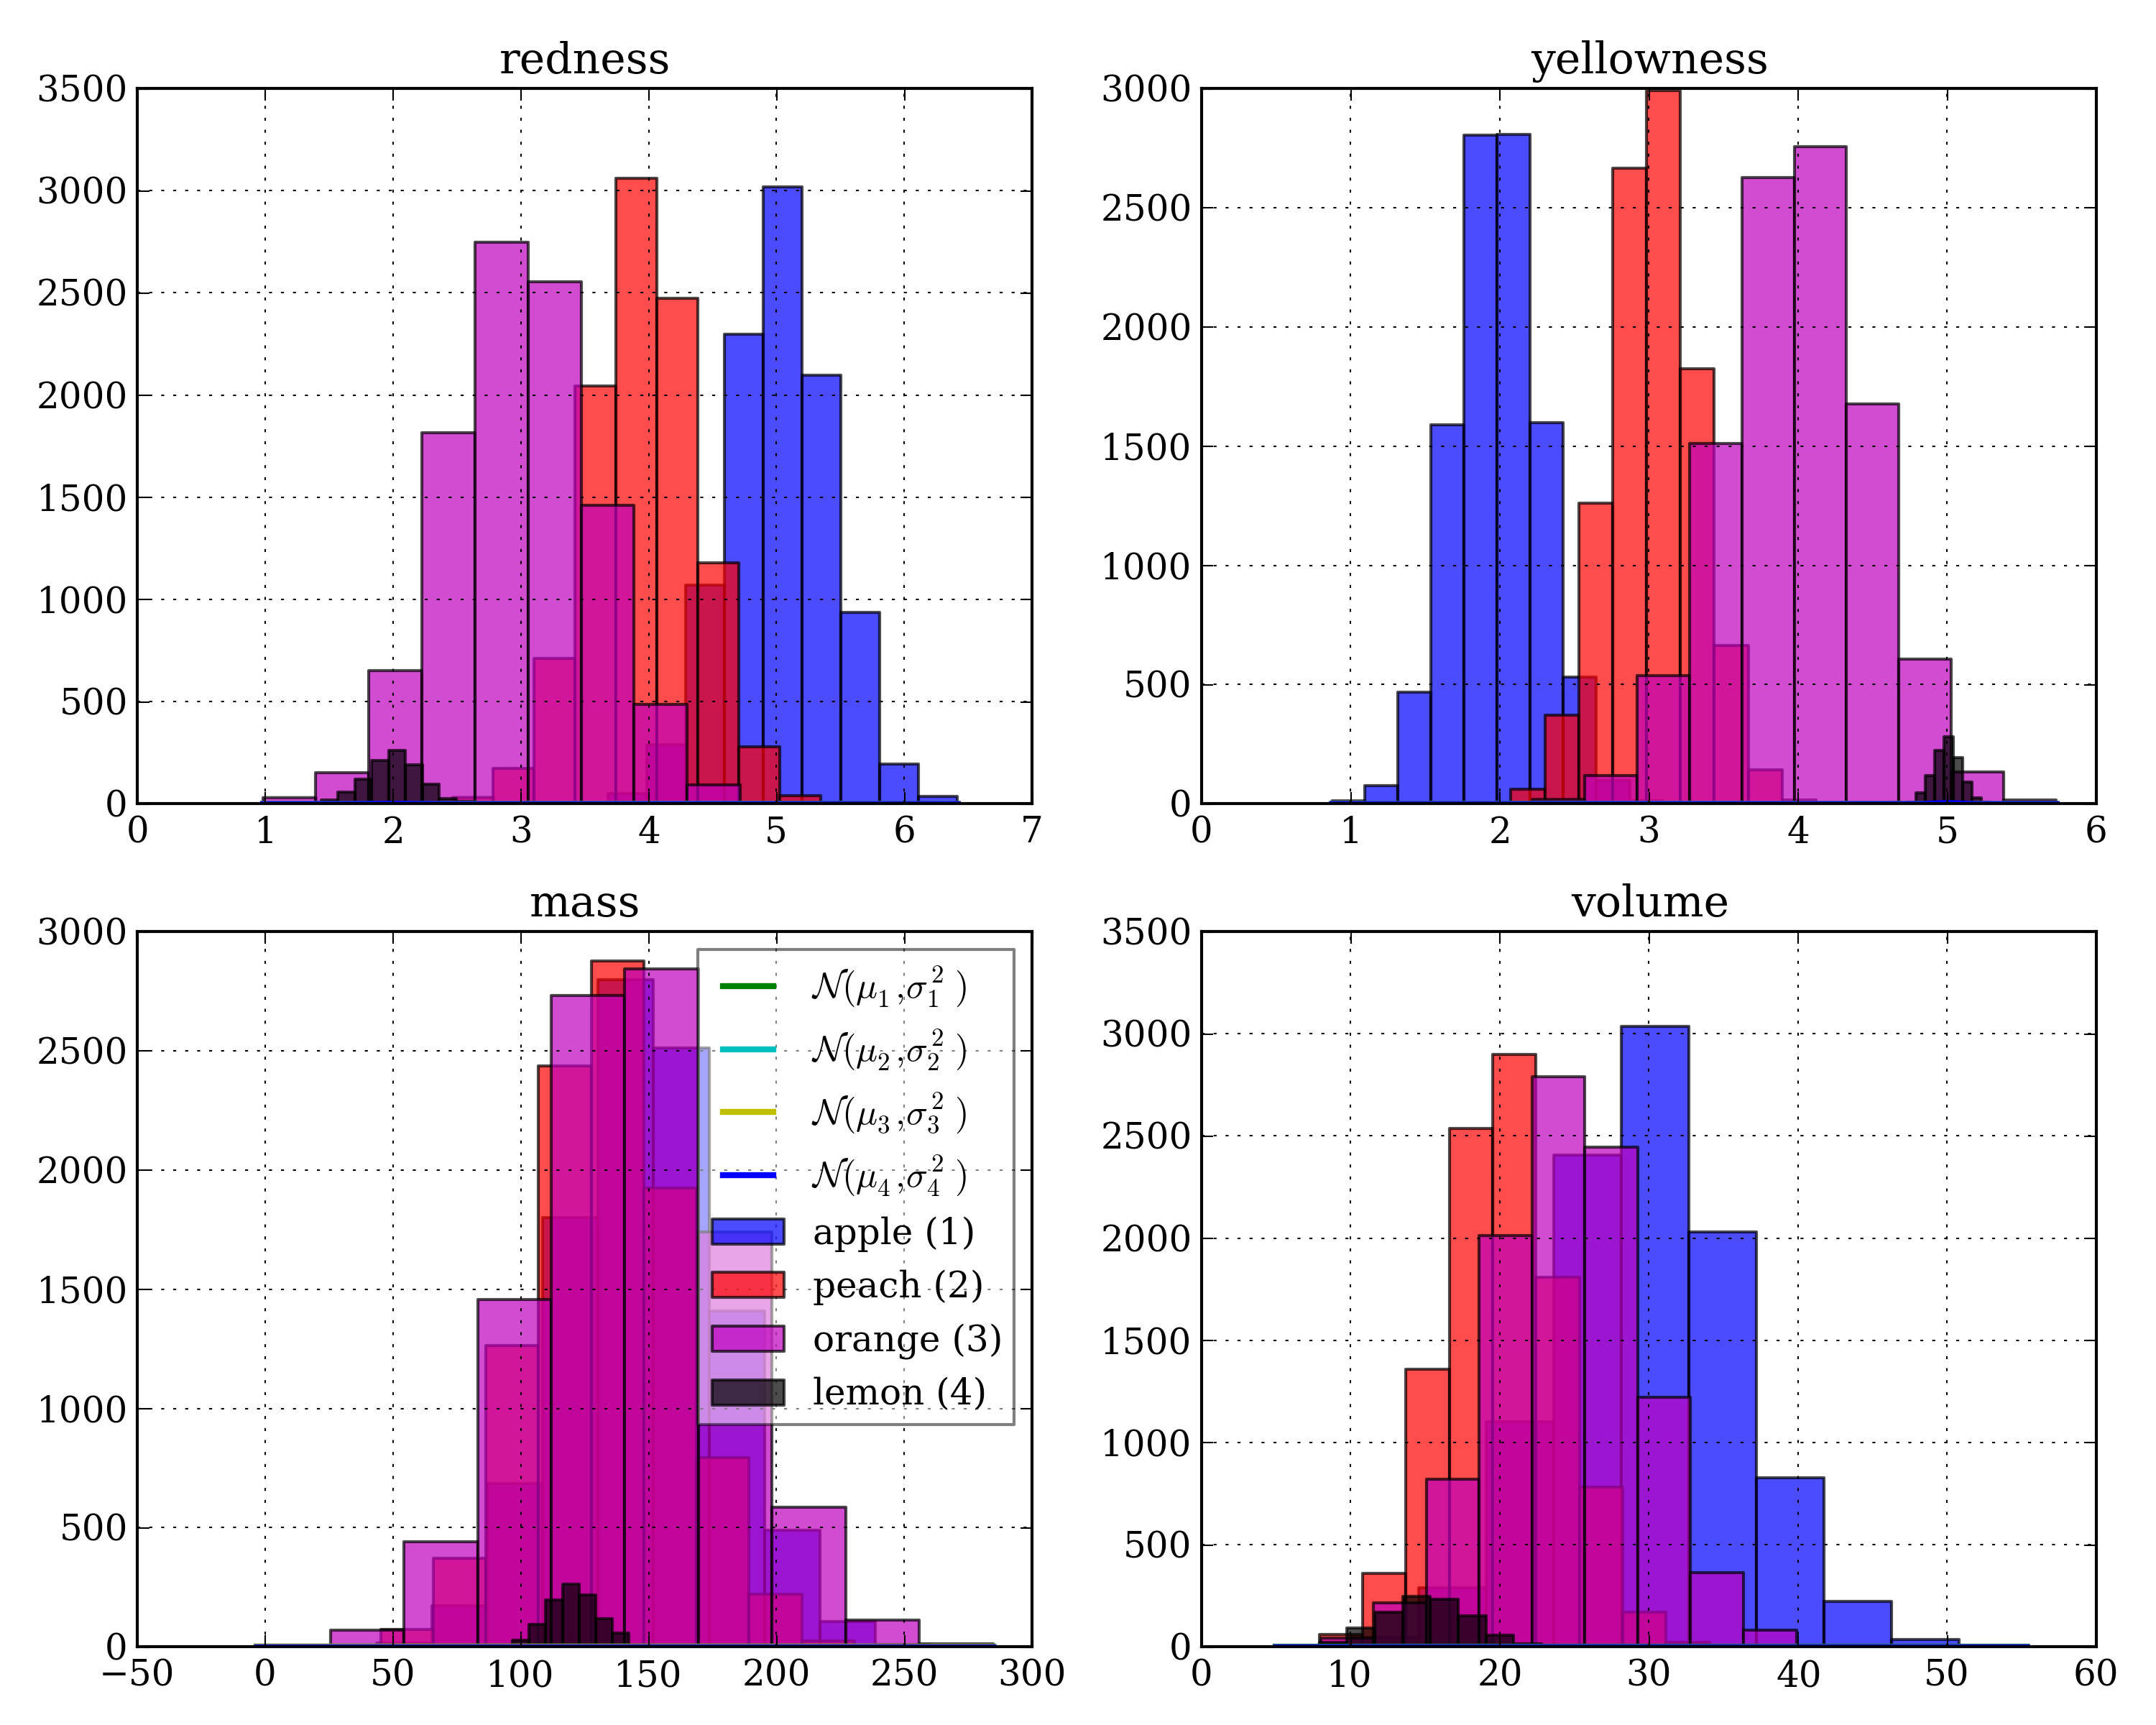 redness
3500
3000
2500
2000
1500
1000
500
0
0 1 2 3 4 5 6 7
yellowness
3000
2500
2000
1500
1000
500
0
0 1 2 3 4 5 6
mass
3000
2500
2000
1500
1000
500
0
−50 0 50 100 150 200 250 300
𝒩(μ₁,σ₁²)
𝒩(μ₂,σ₂²)
𝒩(μ₃,σ₃²)
𝒩(μ₄,σ₄²)
apple (1)
peach (2)
orange (3)
lemon (4)
volume
3500
3000
2500
2000
1500
1000
500
0
0 10 20 30 40 50 60